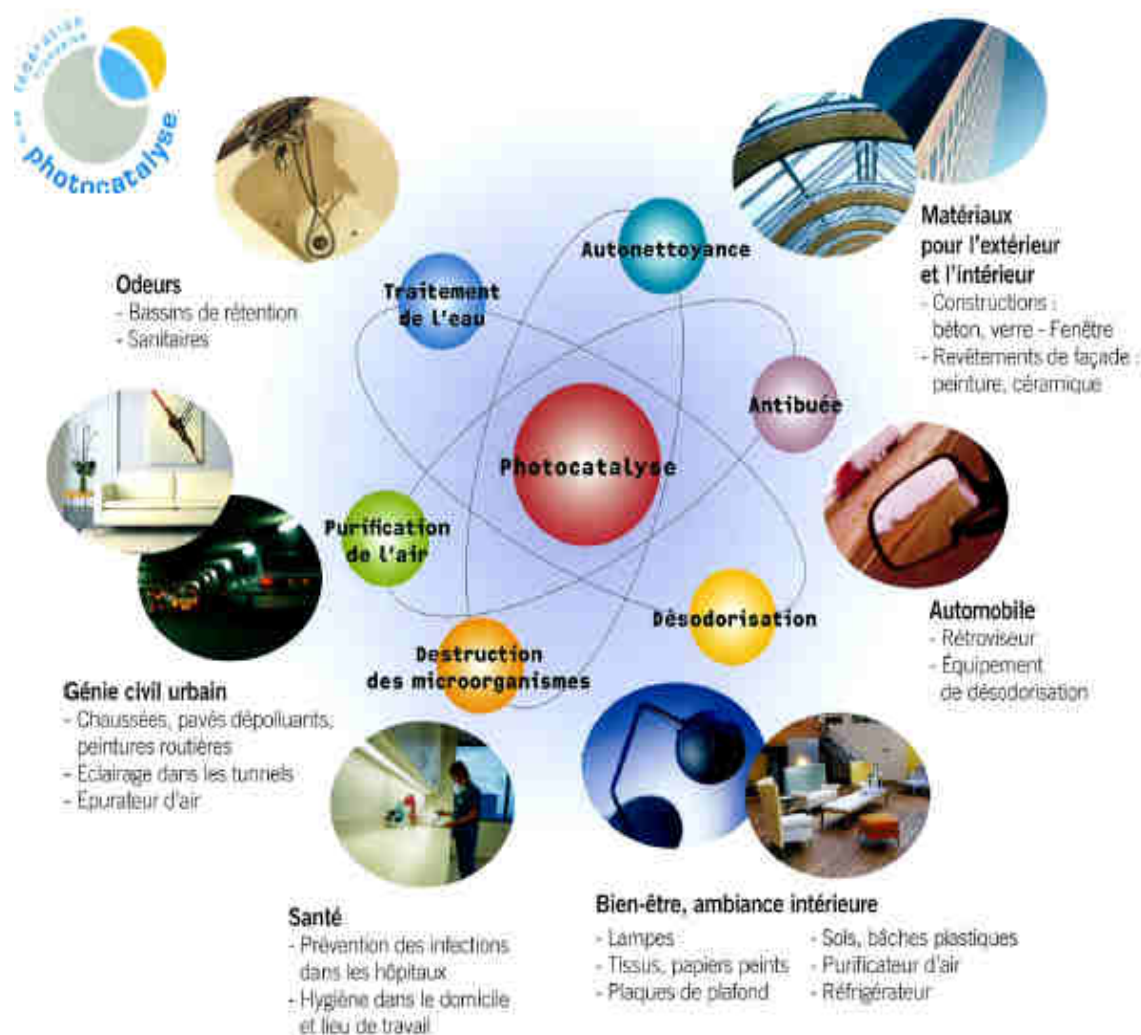 fédération
française
photocatalyse
Matériaux
pour l'extérieur
et l'intérieur
- Constructions :
béton, verre - Fenêtre
- Revêtements de façade :
peinture, céramique
Odeurs
- Bassins de rétention
- Sanitaires
Autonettoyance
Traitement
de l'eau
Antibuée
Photocatalyse
Purification
de l'air
Désodorisation
Destruction
des microorganismes
Automobile
- Rétroviseur
- Équipement
de désodorisation
Génie civil urbain
- Chaussées, pavés dépolluants,
peintures routières
- Eclairage dans les tunnels
- Epurateur d'air
Santé
- Prévention des infections
dans les hôpitaux
- Hygiène dans le domicile
et lieu de travail
Bien-être, ambiance intérieure
- Lampes
- Tissus, papiers peints
- Plaques de plafond
- Sols, bâches plastiques
- Purificateur d'air
- Réfrigérateur